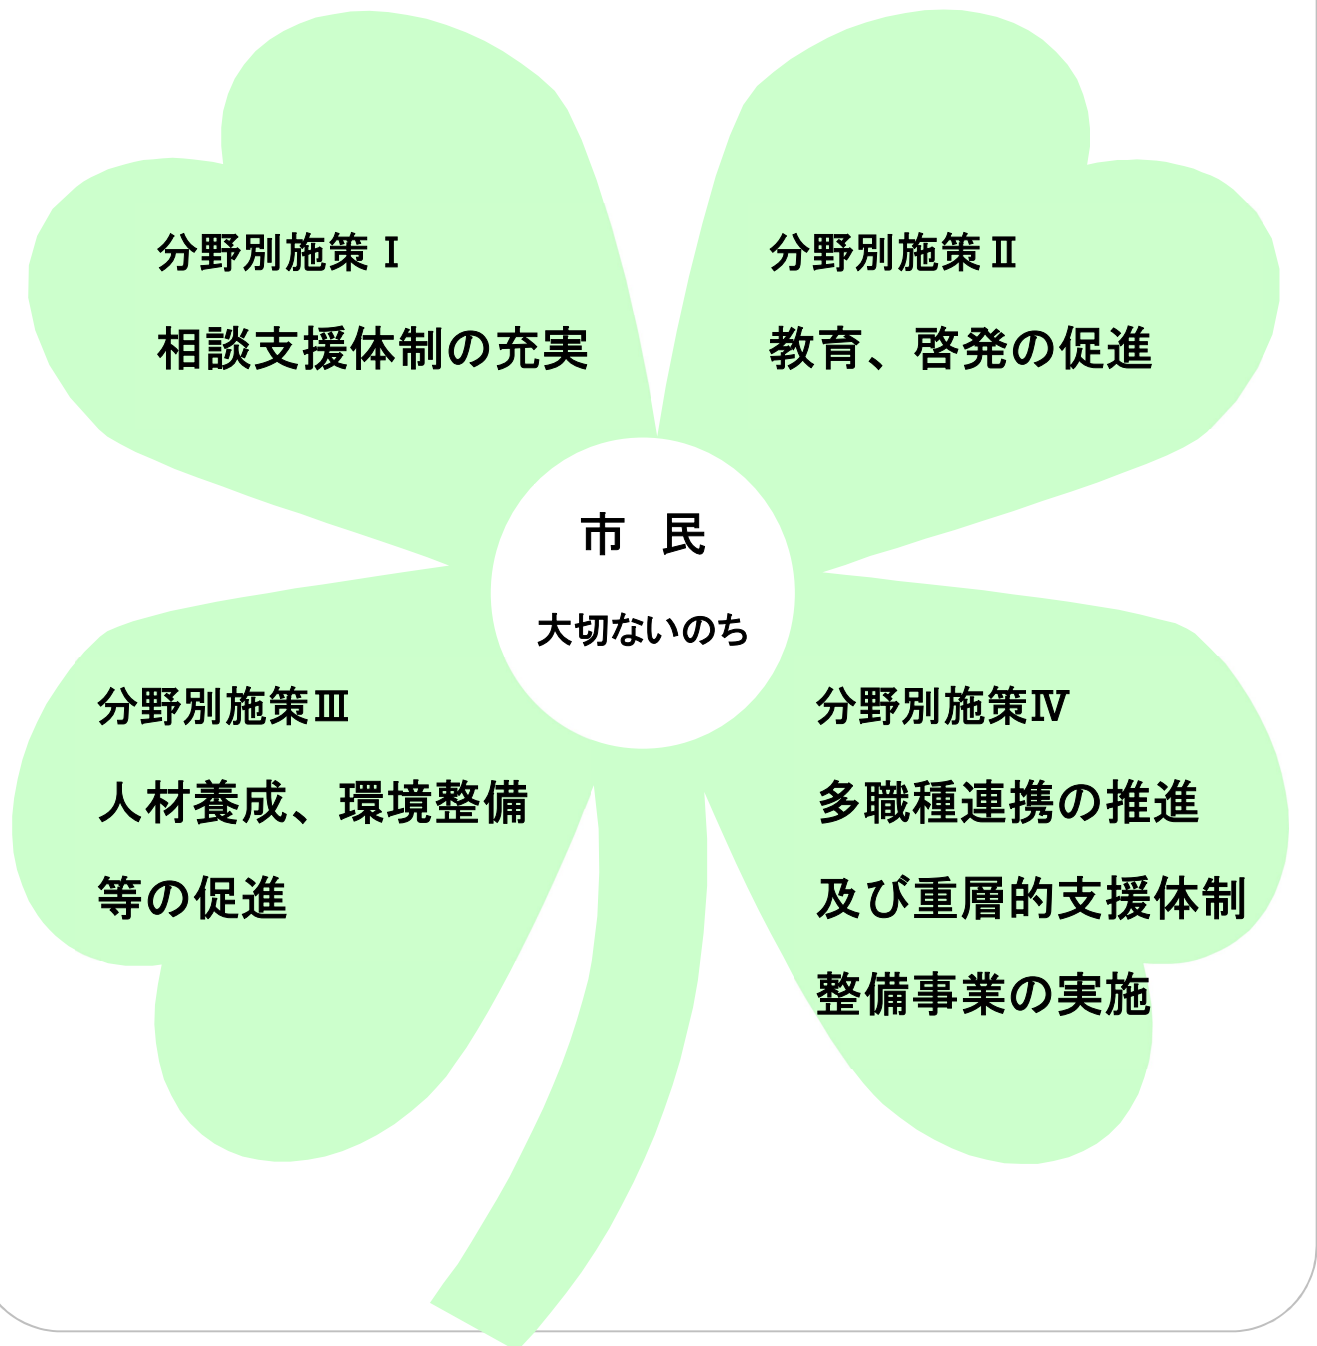 分野別施策Ⅰ
相談支援体制の充実
分野別施策Ⅱ
教育、啓発の促進
市　民
大切ないのち
分野別施策Ⅲ
人材養成、環境整備
等の促進
分野別施策Ⅳ
多職種連携の推進
及び重層的支援体制
整備事業の実施